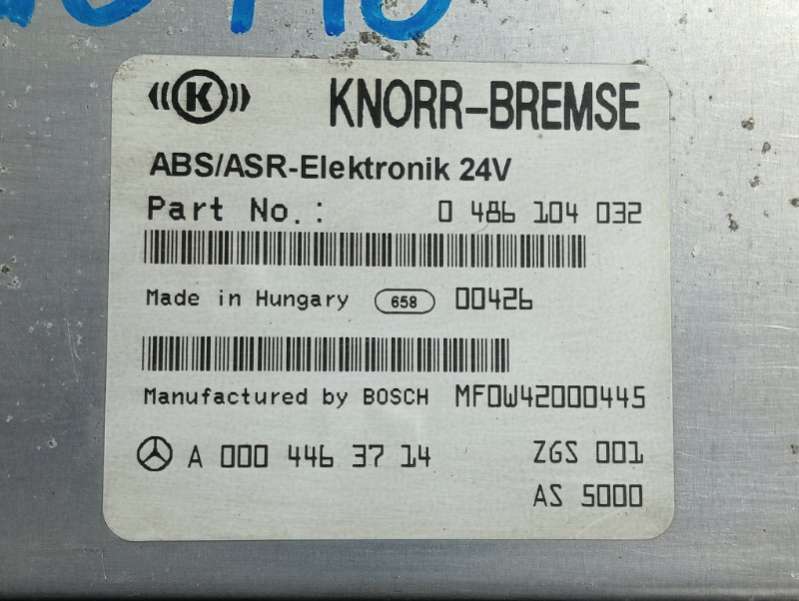 K KNORR-BREMSE
ABS/ASR-Elektronik 24V
Part No.: 0 486 104 032
Made in Hungary 658 00426
Manufactured by BOSCH MF0W42000445
A 000 446 37 14 ZGS 001
AS 5000